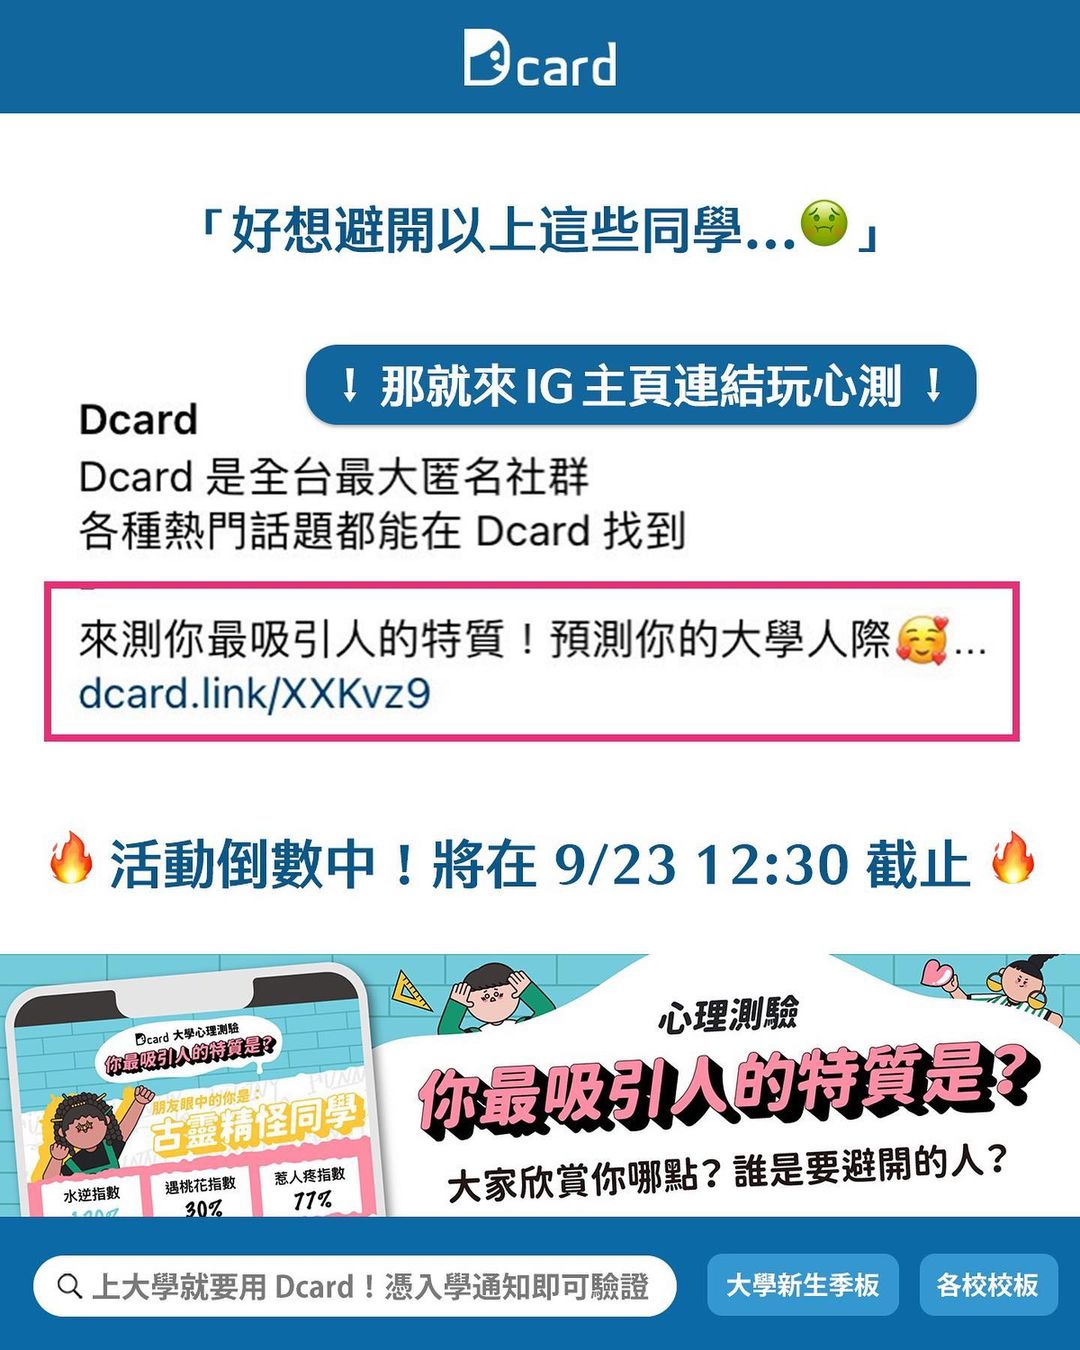 Dcard
「好想避開以上這些同學...🤢」
！那就來IG主頁連結玩心測！
Dcard
Dcard 是全台最大匿名社群
各種熱門話題都能在 Dcard 找到
來測你最吸引人的特質！預測你的大學人際🥰...
dcard.link/XXKvz9
🔥活動倒數中！將在 9/23 12:30 截止🔥
Dcard 大學心理測驗
你最吸引人的特質是?
朋友眼中的你是：
古靈精怪同學
水逆指數
遇桃花指數
30%
惹人疼指數
77%
心理測驗
你最吸引人的特質是?
大家欣賞你哪點? 誰是要避開的人?
上大學就要用 Dcard！憑入學通知即可驗證
大學新生季板
各校校板